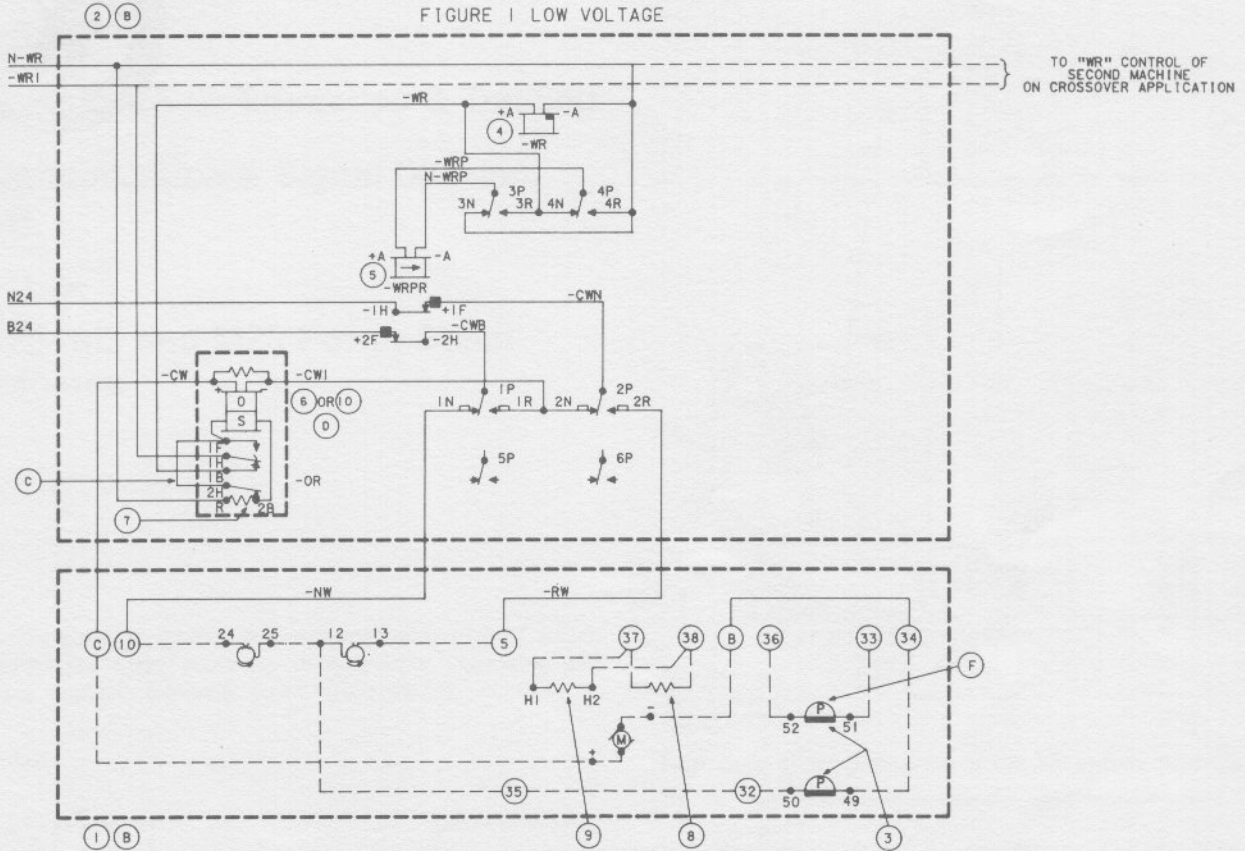 FIGURE 1 LOW VOLTAGE
2 B
N-WR
-WR1
TO "WR" CONTROL OF
SECOND MACHINE
ON CROSSOVER APPLICATION
-WR
+A -A
4
-WR
-WRP
N-WRP
3P 4P
3N 3R 4N 4R
+A -A
5
-WRPR
N24
-1H +1F
-CWN
B24
+2F -2H
-CWB
-CW -CW1
+ -
O
S
6 OR 10
D
1P 2P
1N 1R 2N 2R
5P 6P
1F
1H
1B
2H
R 2B
-OR
C
7
-NW -RW
C 10 24 25 12 13 5 37 38 B 36 33 34
F
H1 H2
P
52 51
-
M
+
35 32
P
50 49
1 B
9 8 3